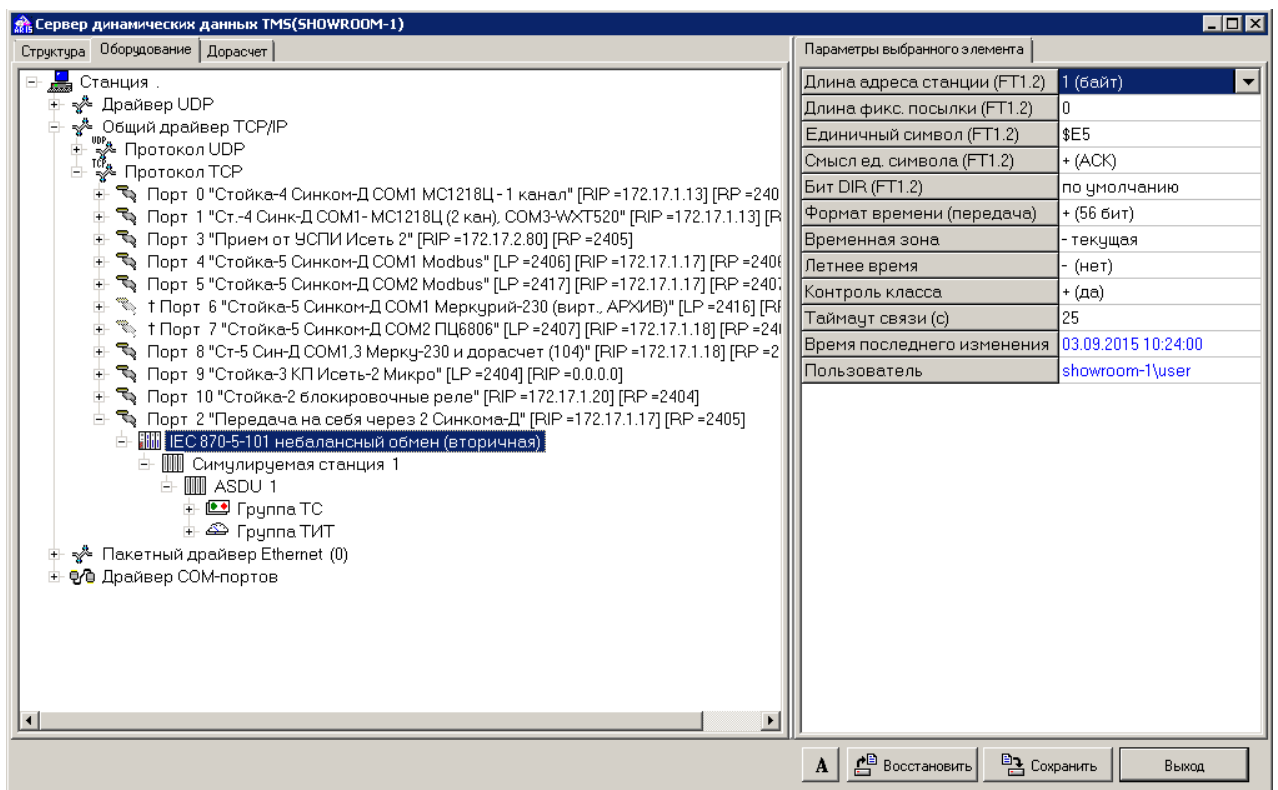 Сервер динамических данных TMS(SHOWROOM-1)
Структура Оборудование Дорасчет
Станция .
Драйвер UDP
Общий драйвер TCP/IP
UDP Протокол UDP
TCP Протокол TCP
Порт 0 "Стойка-4 Синком-Д COM1 МС1218Ц - 1 канал" [RIP =172.17.1.13] [RP =240
Порт 1 "Ст.-4 Синк-Д COM1- МС1218Ц (2 кан), COM3-WXT520" [RIP =172.17.1.13] [R
Порт 3 "Прием от УСПИ Исеть 2" [RIP =172.17.2.80] [RP =2405]
Порт 4 "Стойка-5 Синком-Д COM1 Modbus" [LP =2406] [RIP =172.17.1.17] [RP =2406
Порт 5 "Стойка-5 Синком-Д COM2 Modbus" [LP =2417] [RIP =172.17.1.17] [RP =2407
† Порт 6 "Стойка-5 Синком-Д COM1 Меркурий-230 (вирт., АРХИВ)" [LP =2416] [RI
† Порт 7 "Стойка-5 Синком-Д COM2 ПЦ6806" [LP =2407] [RIP =172.17.1.18] [RP =240
Порт 8 "Ст-5 Син-Д COM1,3 Мерку-230 и дорасчет (104)" [RIP =172.17.1.18] [RP =2
Порт 9 "Стойка-3 КП Исеть-2 Микро" [LP =2404] [RIP =0.0.0.0]
Порт 10 "Стойка-2 блокировочные реле" [RIP =172.17.1.20] [RP =2404]
Порт 2 "Передача на себя через 2 Синкома-Д" [RIP =172.17.1.17] [RP =2405]
IEC 870-5-101 небалансный обмен (вторичная)
Симулируемая станция 1
ASDU 1
Группа ТС
Группа ТИТ
Пакетный драйвер Ethernet (0)
Драйвер COM-портов
Параметры выбранного элемента
Длина адреса станции (FT1.2) 1 (байт)
Длина фикс. посылки (FT1.2) 0
Единичный символ (FT1.2) $E5
Смысл ед. символа (FT1.2) + (ACK)
Бит DIR (FT1.2) по умолчанию
Формат времени (передача) + (56 бит)
Временная зона - текущая
Летнее время - (нет)
Контроль класса + (да)
Таймаут связи (с) 25
Время последнего изменения 03.09.2015 10:24:00
Пользователь showroom-1\user
A Восстановить Сохранить Выход